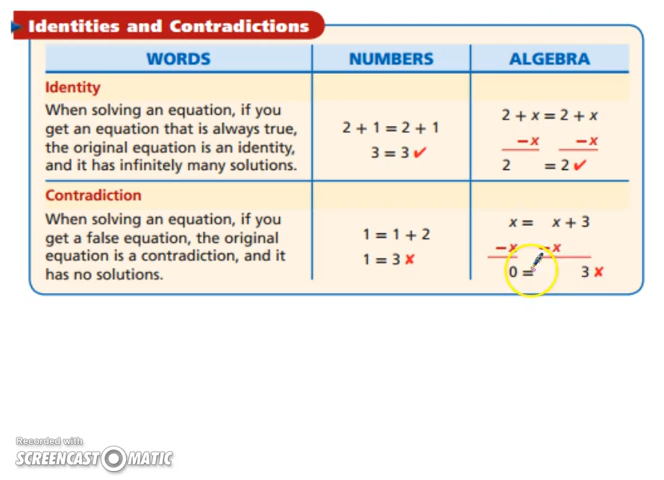 Identities and Contradictions
WORDS NUMBERS ALGEBRA
Identity
When solving an equation, if you
get an equation that is always true,
the original equation is an identity,
and it has infinitely many solutions.
2 + 1 = 2 + 1
3 = 3 ✓
2 + x = 2 + x
−x −x
2 = 2 ✓
Contradiction
When solving an equation, if you
get a false equation, the original
equation is a contradiction, and it
has no solutions.
1 = 1 + 2
1 = 3 ✗
x = x + 3
−x −x
0 = 3 ✗
Recorded with
SCREENCAST-O-MATIC